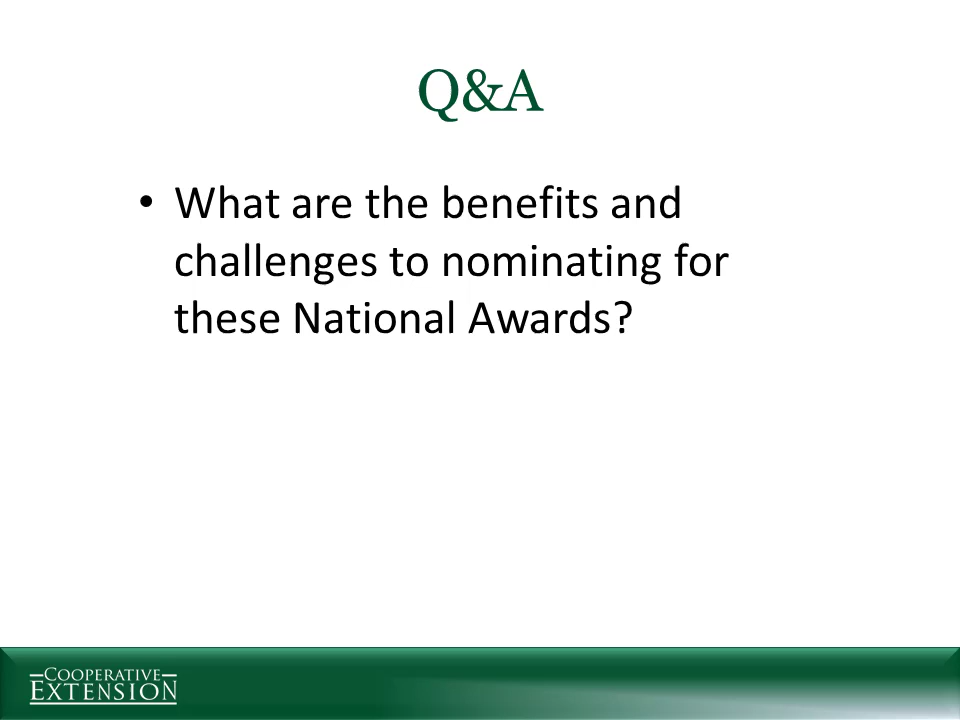 Q&A
• What are the benefits and
challenges to nominating for
these National Awards?
COOPERATIVE
EXTENSION